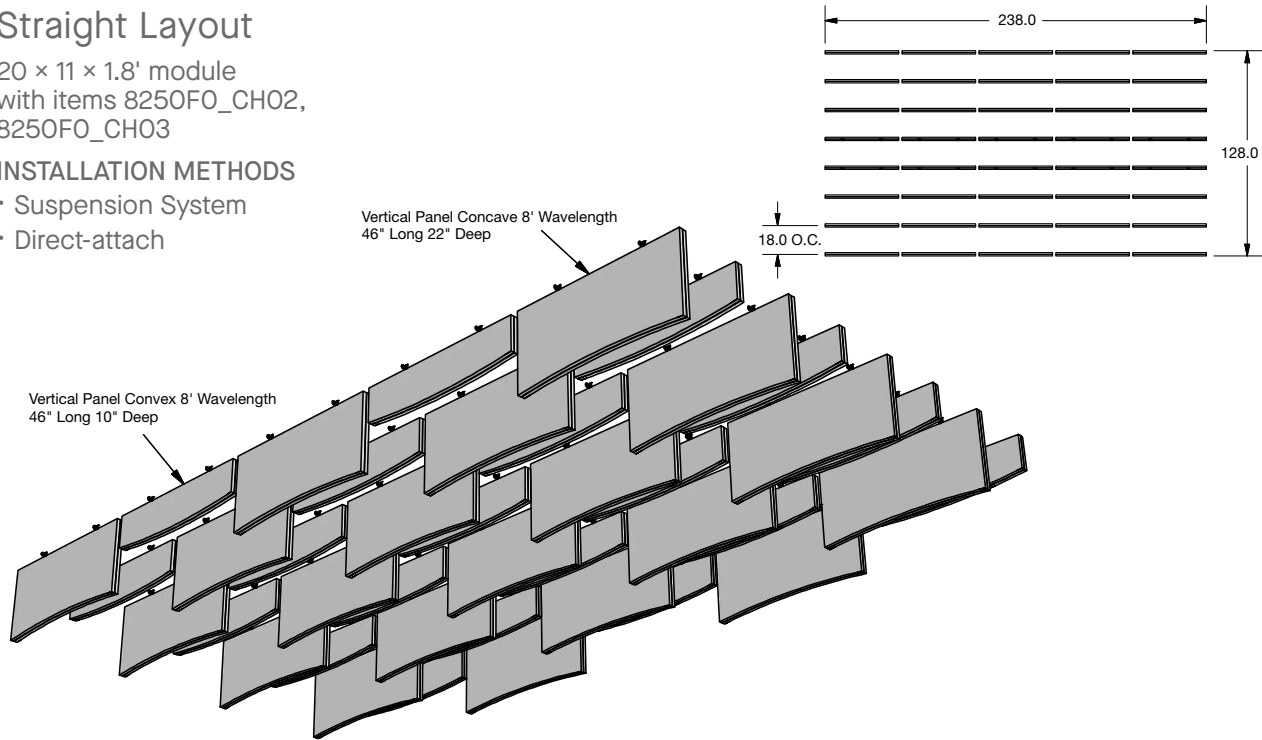 Straight Layout
20 × 11 × 1.8' module
with items 8250F0_CH02,
8250F0_CH03
INSTALLATION METHODS
• Suspension System
• Direct-attach
Vertical Panel Concave 8' Wavelength
46" Long 22" Deep
Vertical Panel Convex 8' Wavelength
46" Long 10" Deep
238.0
128.0
18.0 O.C.